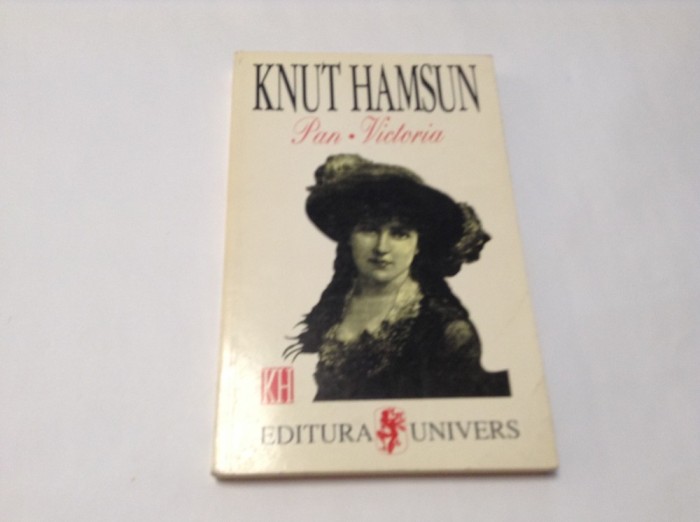 KNUT HAMSUN
Pan • Victoria
KH
EDITURA UNIVERS